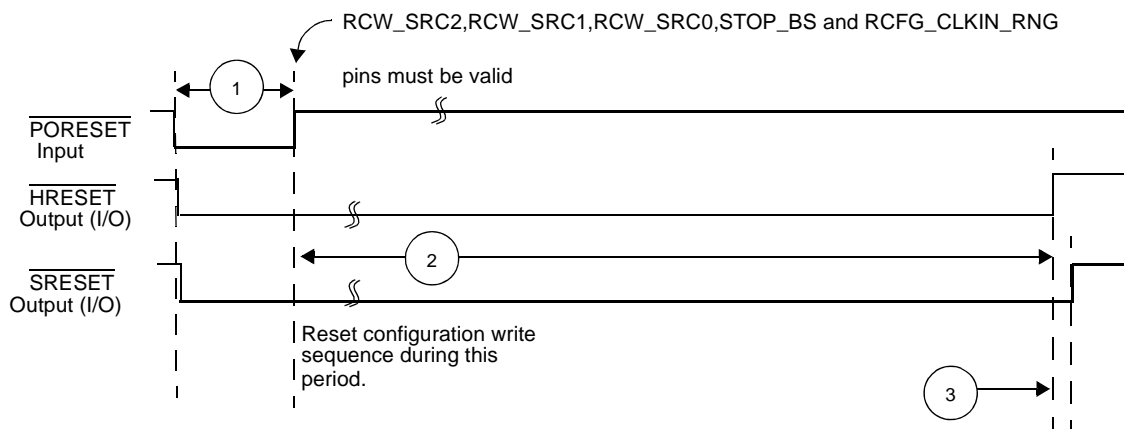 RCW_SRC2,RCW_SRC1,RCW_SRC0,STOP_BS and RCFG_CLKIN_RNG
pins must be valid
1
PORESET
Input
HRESET
Output (I/O)
2
SRESET
Output (I/O)
Reset configuration write
sequence during this
period.
3